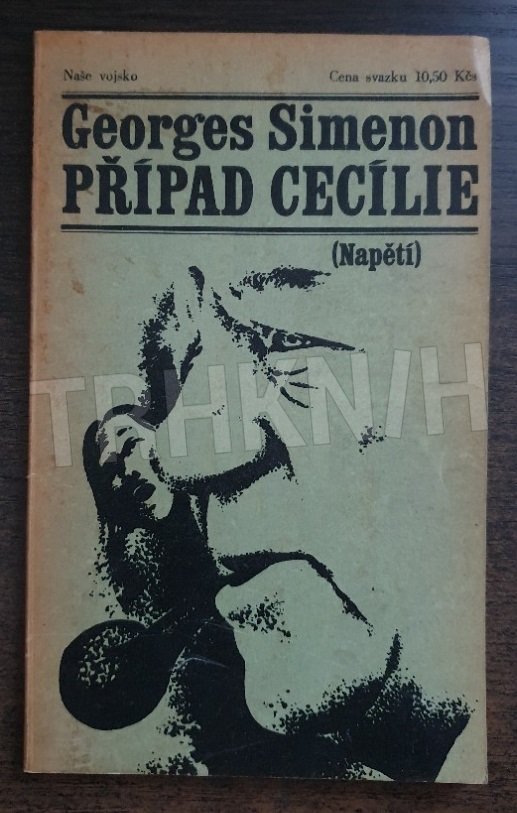 Naše vojsko Cena svazku 10,50 Kčs
Georges Simenon
PŘÍPAD CECÍLIE
(Napětí)
TRHKNIH